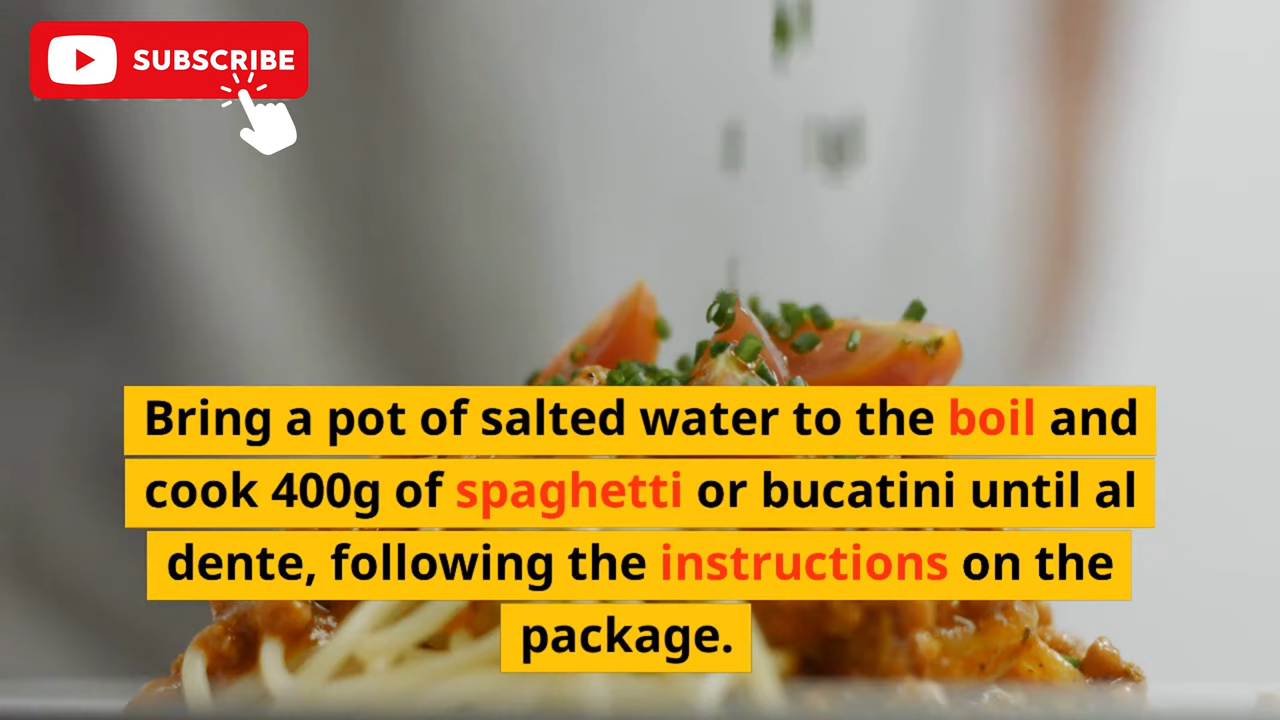 SUBSCRIBE
Bring a pot of salted water to the boil and
cook 400g of spaghetti or bucatini until al
dente, following the instructions on the
package.